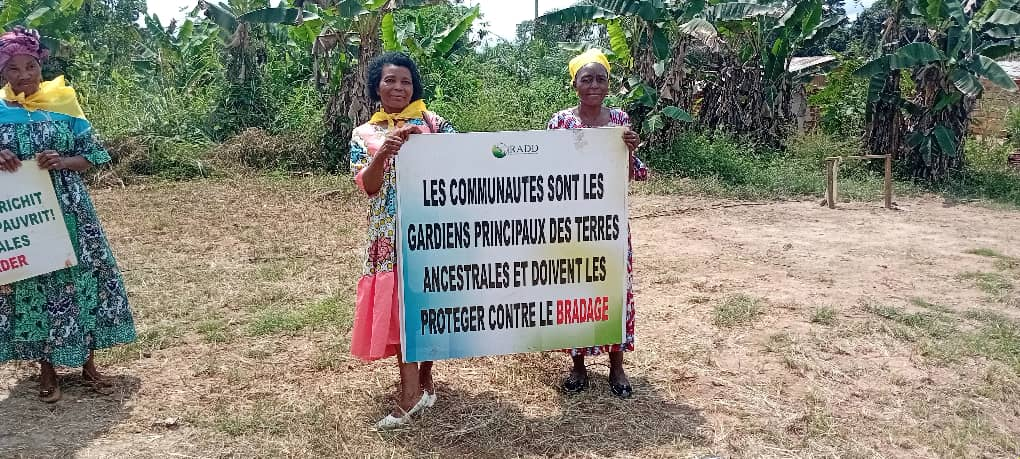 RADD
LES COMMUNAUTES SONT LES
GARDIENS PRINCIPAUX DES TERRES
ANCESTRALES ET DOIVENT LES
PROTEGER CONTRE LE BRADAGE
RICHIT
PAUVRIT!
ALES
RDER